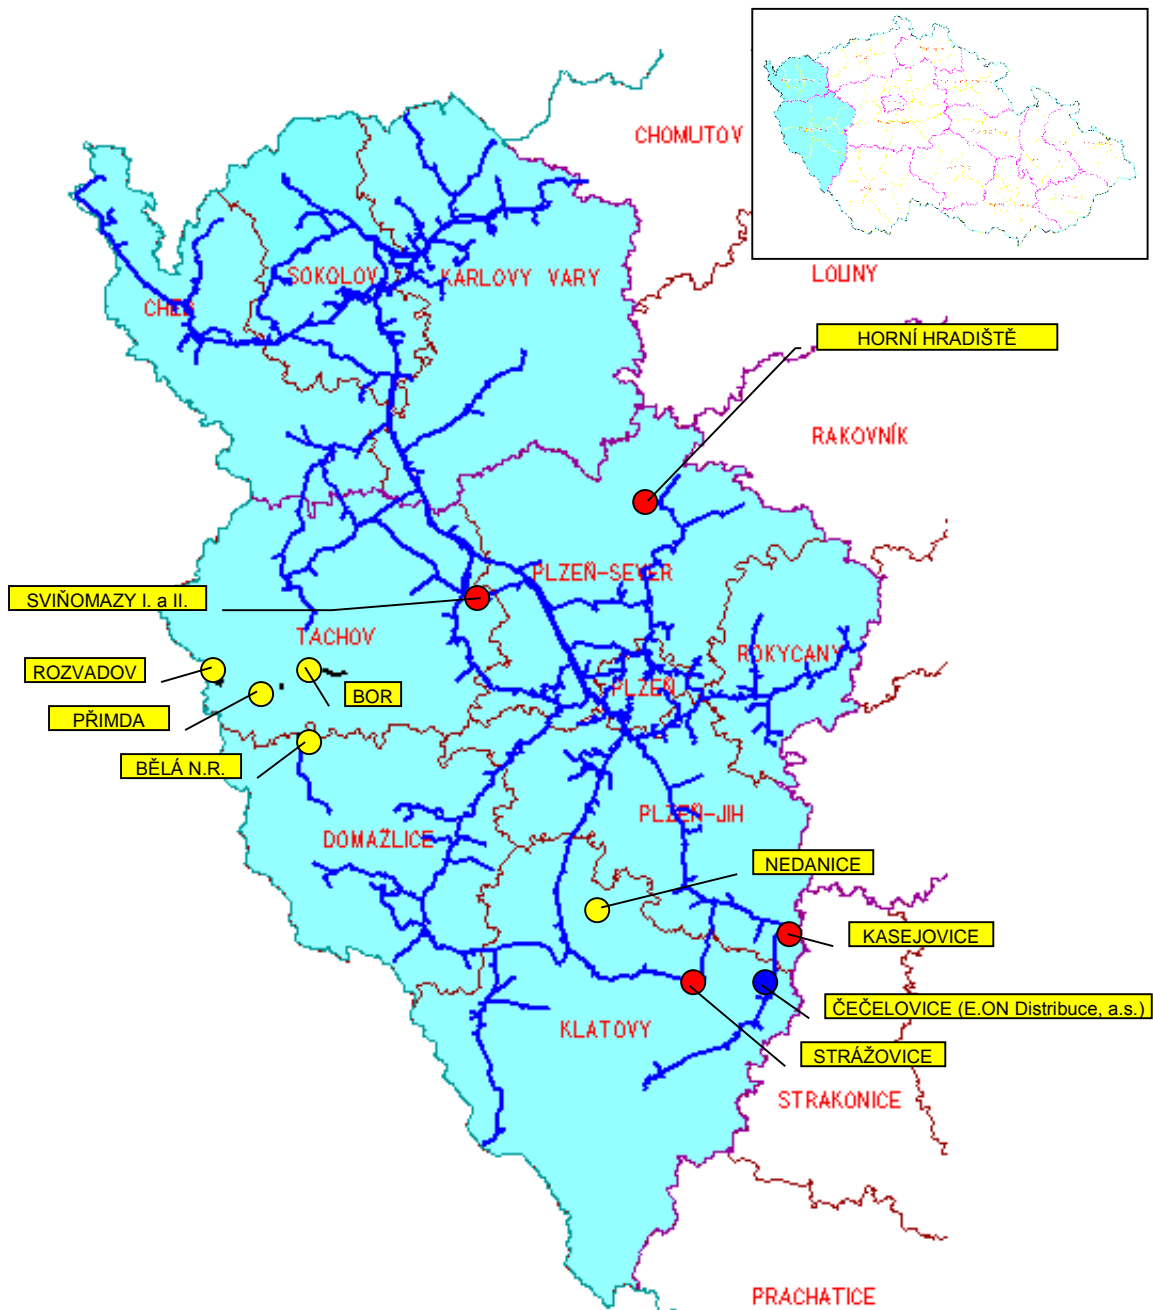 CHOMUTOV
LOUNY
SOKOLOV
KARLOVY VARY
CHEB
HORNÍ HRADIŠTĚ
RAKOVNÍK
PLZEŇ-SEVER
SVIŇOMAZY I. a II.
TACHOV
ROKYCANY
ROZVADOV
BOR
PLZEŇ
PŘIMDA
BĚLÁ N.R.
PLZEŇ-JIH
DOMAŽLICE
NEDANICE
KASEJOVICE
ČEČELOVICE (E.ON Distribuce, a.s.)
KLATOVY
STRÁŽOVICE
STRAKONICE
PRACHATICE